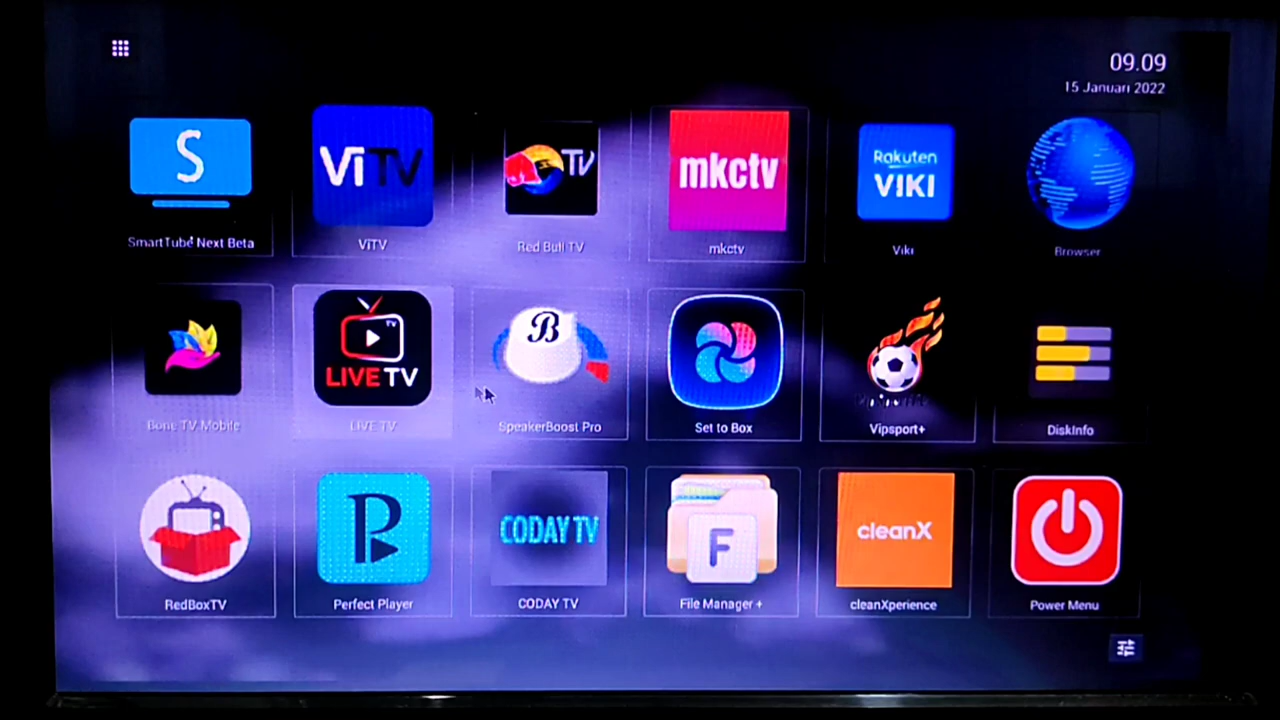 09.09
15 Januari 2022
S
ViTV
TV
mkctv
Rakuten
VIKI
SmartTube Next Beta
ViTV
Red Bull TV
mkctv
Viki
Browser
TV
LIVE TV
B
Bone TV Mobile
LIVE TV
SpeakerBoost Pro
Set to Box
Vipsport+
DiskInfo
P
CODAY TV
F
cleanX
RedBoxTV
Perfect Player
CODAY TV
File Manager +
cleanXperience
Power Menu